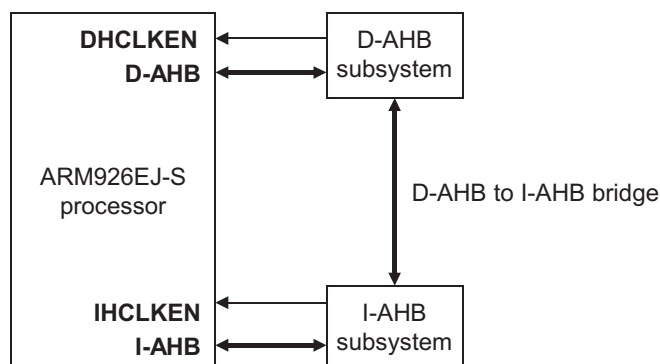 DHCLKEN
D-AHB
D-AHB
subsystem
ARM926EJ-S
processor
D-AHB to I-AHB bridge
IHCLKEN
I-AHB
I-AHB
subsystem